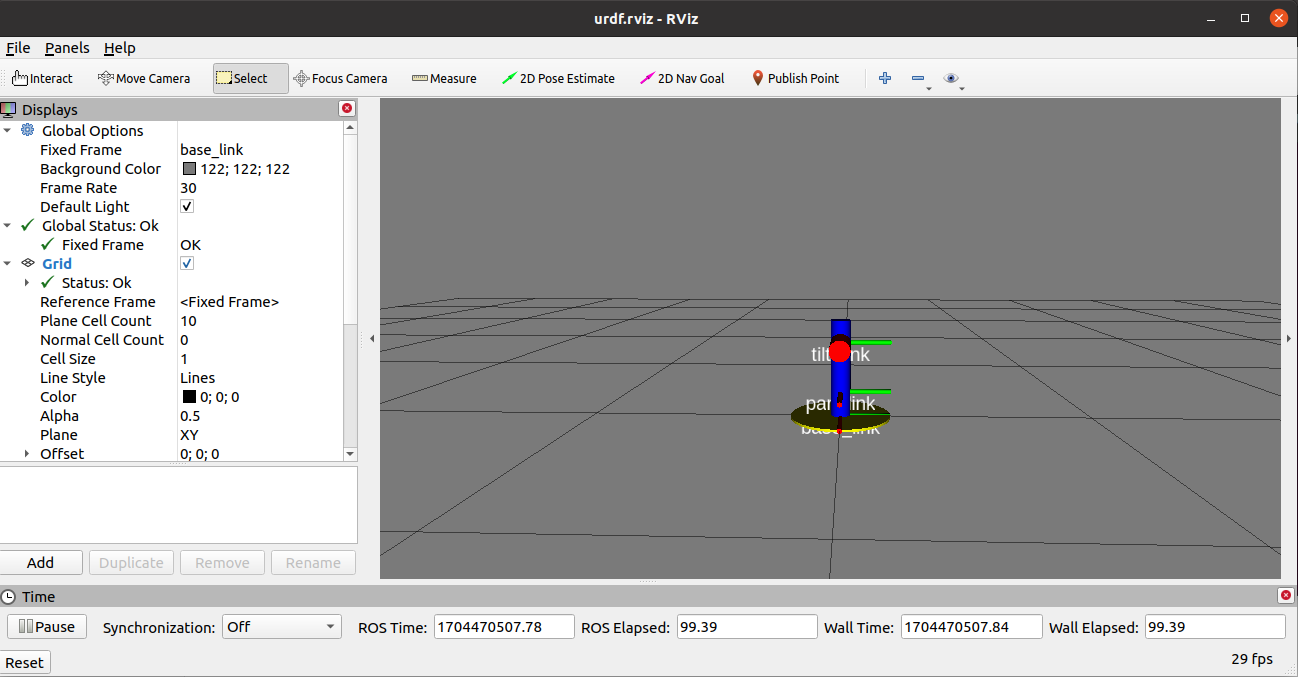 urdf.rviz - RViz
File Panels Help
Interact Move Camera Select Focus Camera Measure 2D Pose Estimate 2D Nav Goal Publish Point
Displays
Global Options
Fixed Frame base_link
Background Color 122; 122; 122
Frame Rate 30
Default Light
Global Status: Ok
Fixed Frame OK
Grid
Status: Ok
Reference Frame <Fixed Frame>
Plane Cell Count 10
Normal Cell Count 0
Cell Size 1
Line Style Lines
Color 0; 0; 0
Alpha 0.5
Plane XY
Offset 0; 0; 0
Add Duplicate Remove Rename
Time
Pause Synchronization: Off ROS Time: 1704470507.78 ROS Elapsed: 99.39 Wall Time: 1704470507.84 Wall Elapsed: 99.39
Reset 29 fps